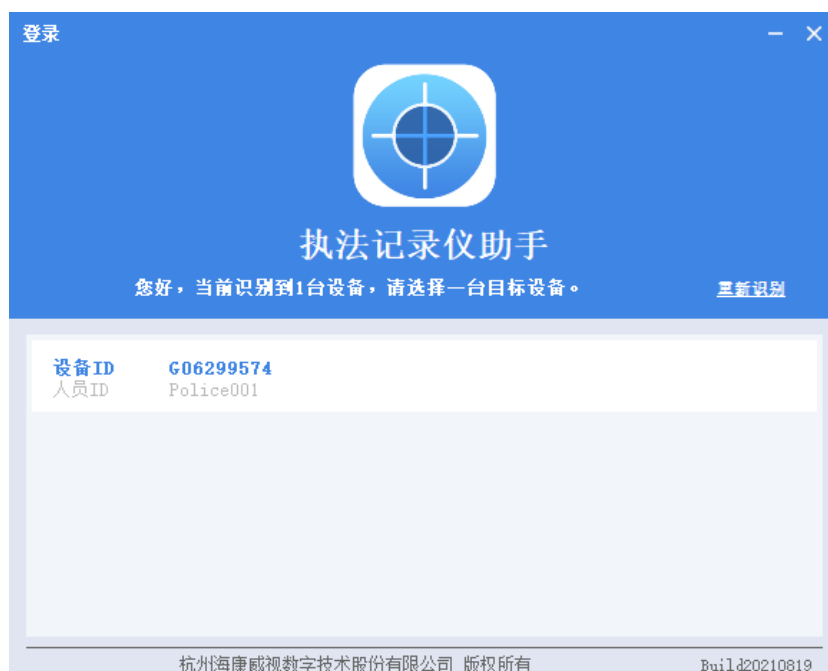 登录
执法记录仪助手
您好，当前识别到1台设备，请选择一台目标设备。 重新识别
设备ID G06299574
人员ID Police001
杭州海康威视数字技术股份有限公司 版权所有 Build20210819